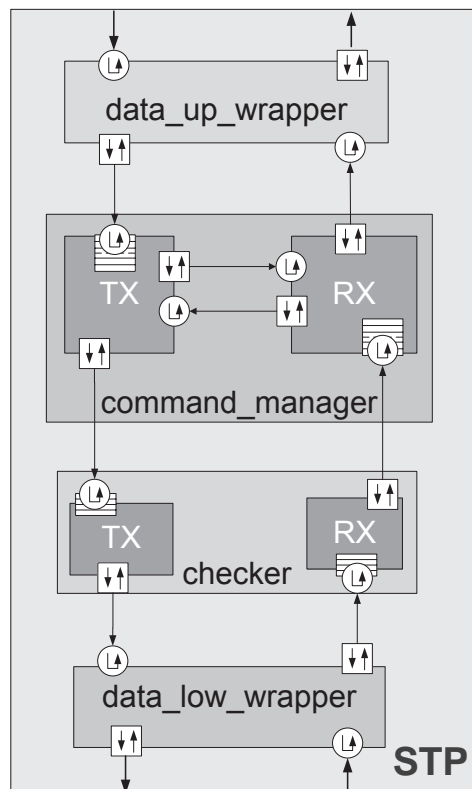 data_up_wrapper
TX
RX
command_manager
TX
RX
checker
data_low_wrapper
STP